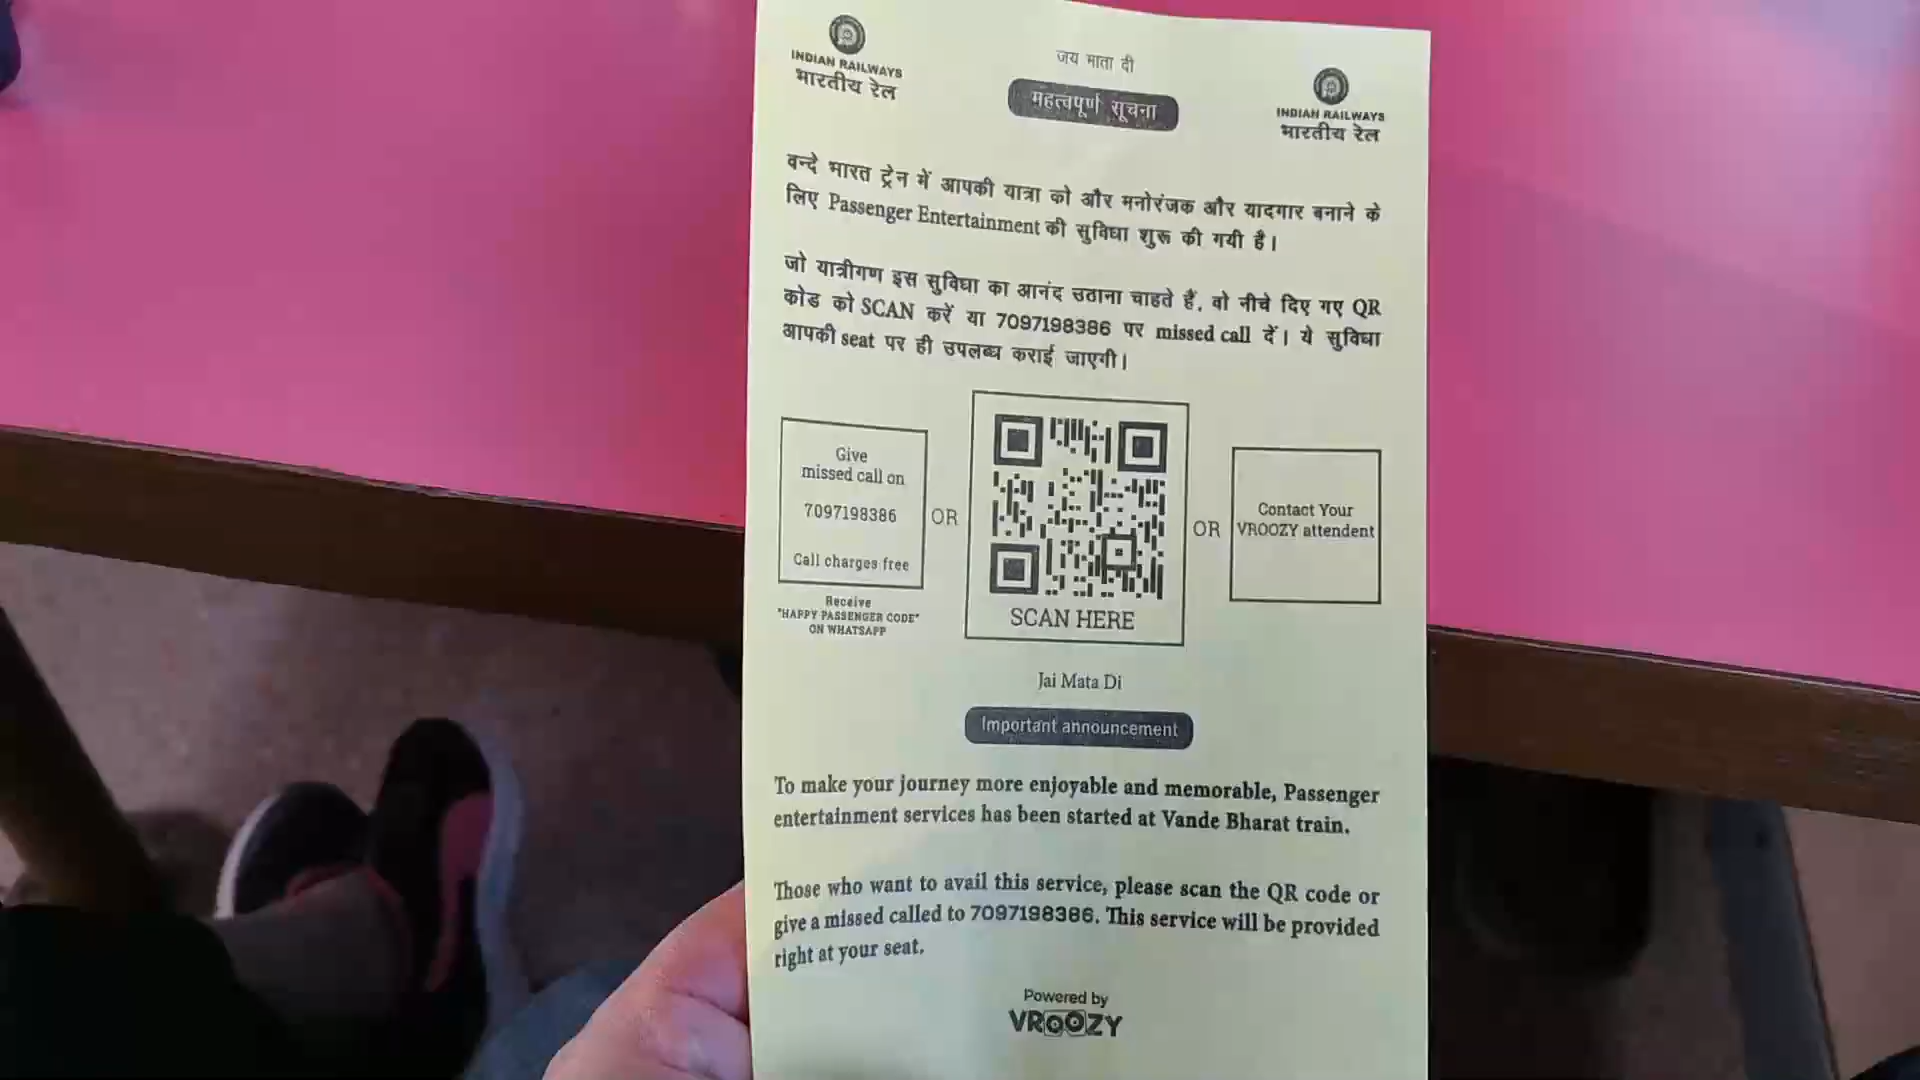 INDIAN RAILWAYS
भारतीय रेल
जय माता दी
महत्वपूर्ण सूचना
INDIAN RAILWAYS
भारतीय रेल
वन्दे भारत ट्रेन में आपकी यात्रा को और मनोरंजक और यादगार बनाने के
लिए Passenger Entertainment की सुविधा शुरू की गयी है।
जो यात्रीगण इस सुविधा का आनंद उठाना चाहते हैं, वो नीचे दिए गए QR
कोड को SCAN करें या 7097198386 पर missed call दें। ये सुविधा
आपकी seat पर ही उपलब्ध कराई जाएगी।
Give
missed call on
7097198386
Call charges free
Receive
"HAPPY PASSENGER CODE"
ON WHATSAPP
OR
SCAN HERE
OR
Contact Your
VROOZY attendent
Jai Mata Di
Important announcement
To make your journey more enjoyable and memorable, Passenger
entertainment services has been started at Vande Bharat train.
Those who want to avail this service, please scan the QR code or
give a missed called to 7097198386. This service will be provided
right at your seat.
Powered by
VROOZY